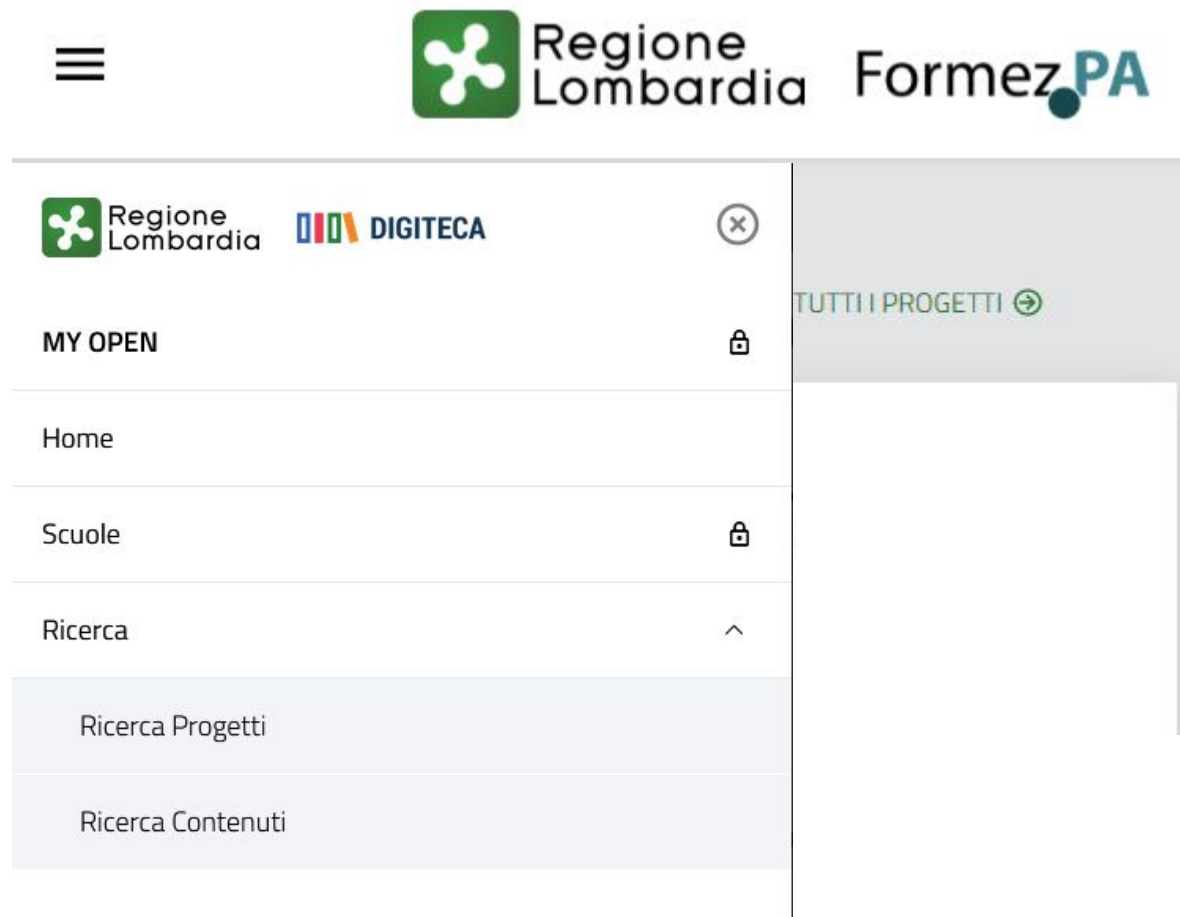 Regione
Lombardia
Formez PA
Regione
Lombardia
DIGITECA
TUTTI I PROGETTI
MY OPEN
Home
Scuole
Ricerca
Ricerca Progetti
Ricerca Contenuti